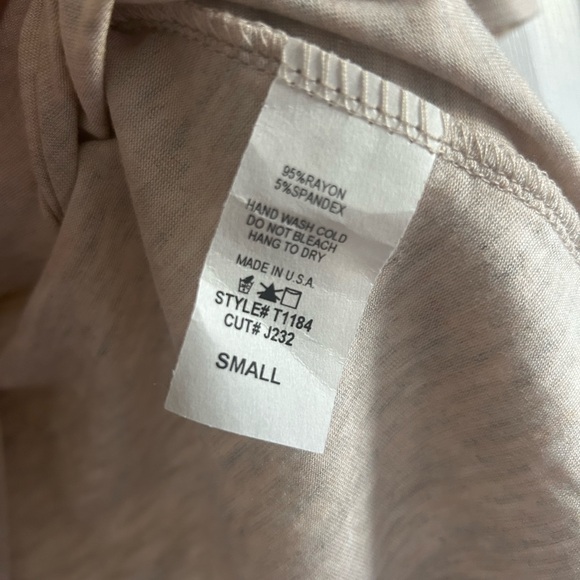 95%RAYON
5%SPANDEX
HAND WASH COLD
DO NOT BLEACH
HANG TO DRY
MADE IN U.S.A.
STYLE# T1184
CUT# J232
SMALL